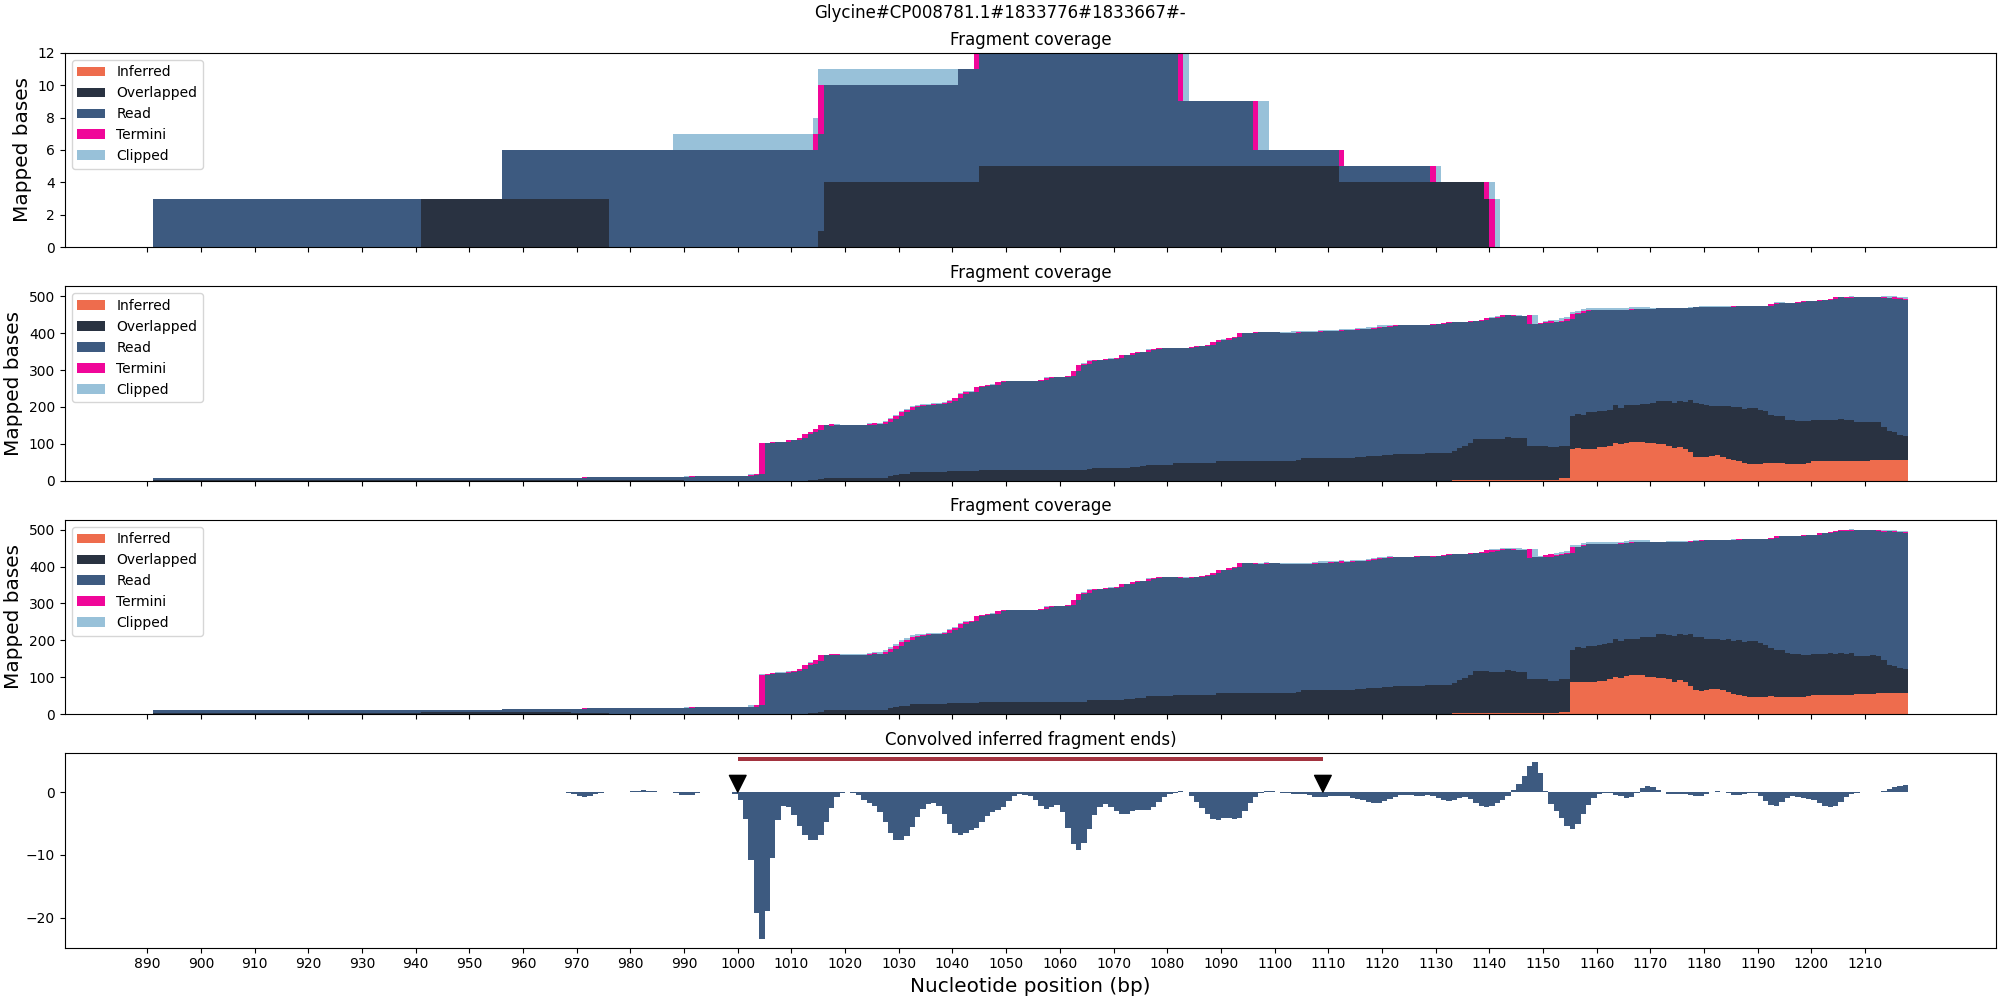 Glycine#CP008781.1#1833776#1833667#-
Fragment coverage
Mapped bases
12
10
8
6
4
2
0
Inferred
Overlapped
Read
Termini
Clipped
Fragment coverage
Mapped bases
500
400
300
200
100
0
Inferred
Overlapped
Read
Termini
Clipped
Fragment coverage
Mapped bases
500
400
300
200
100
0
Inferred
Overlapped
Read
Termini
Clipped
Convolved inferred fragment ends)
0
−10
−20
890 900 910 920 930 940 950 960 970 980 990 1000 1010 1020 1030 1040 1050 1060 1070 1080 1090 1100 1110 1120 1130 1140 1150 1160 1170 1180 1190 1200 1210
Nucleotide position (bp)